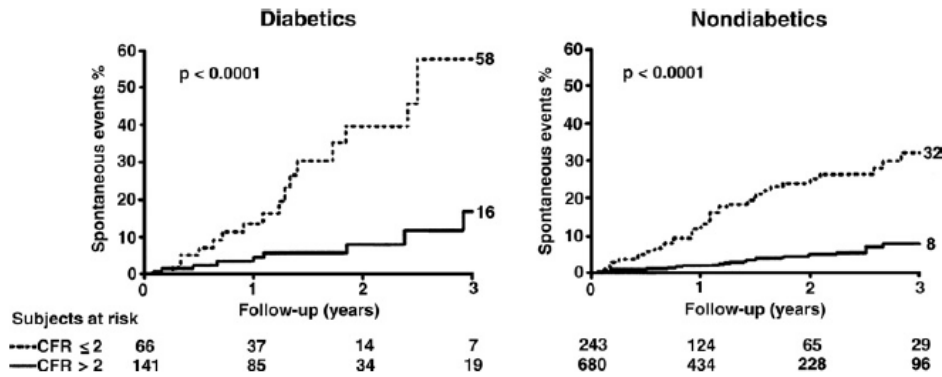 Diabetics
Spontaneous events %
60
50
40
30
20
10
0
p < 0.0001
58
16
0 1 2 3
Follow-up (years)
Nondiabetics
Spontaneous events %
60
50
40
30
20
10
0
p < 0.0001
32
8
0 1 2 3
Follow-up (years)
Subjects at risk
CFR ≤ 2 66 37 14 7 243 124 65 29
CFR > 2 141 85 34 19 680 434 228 96